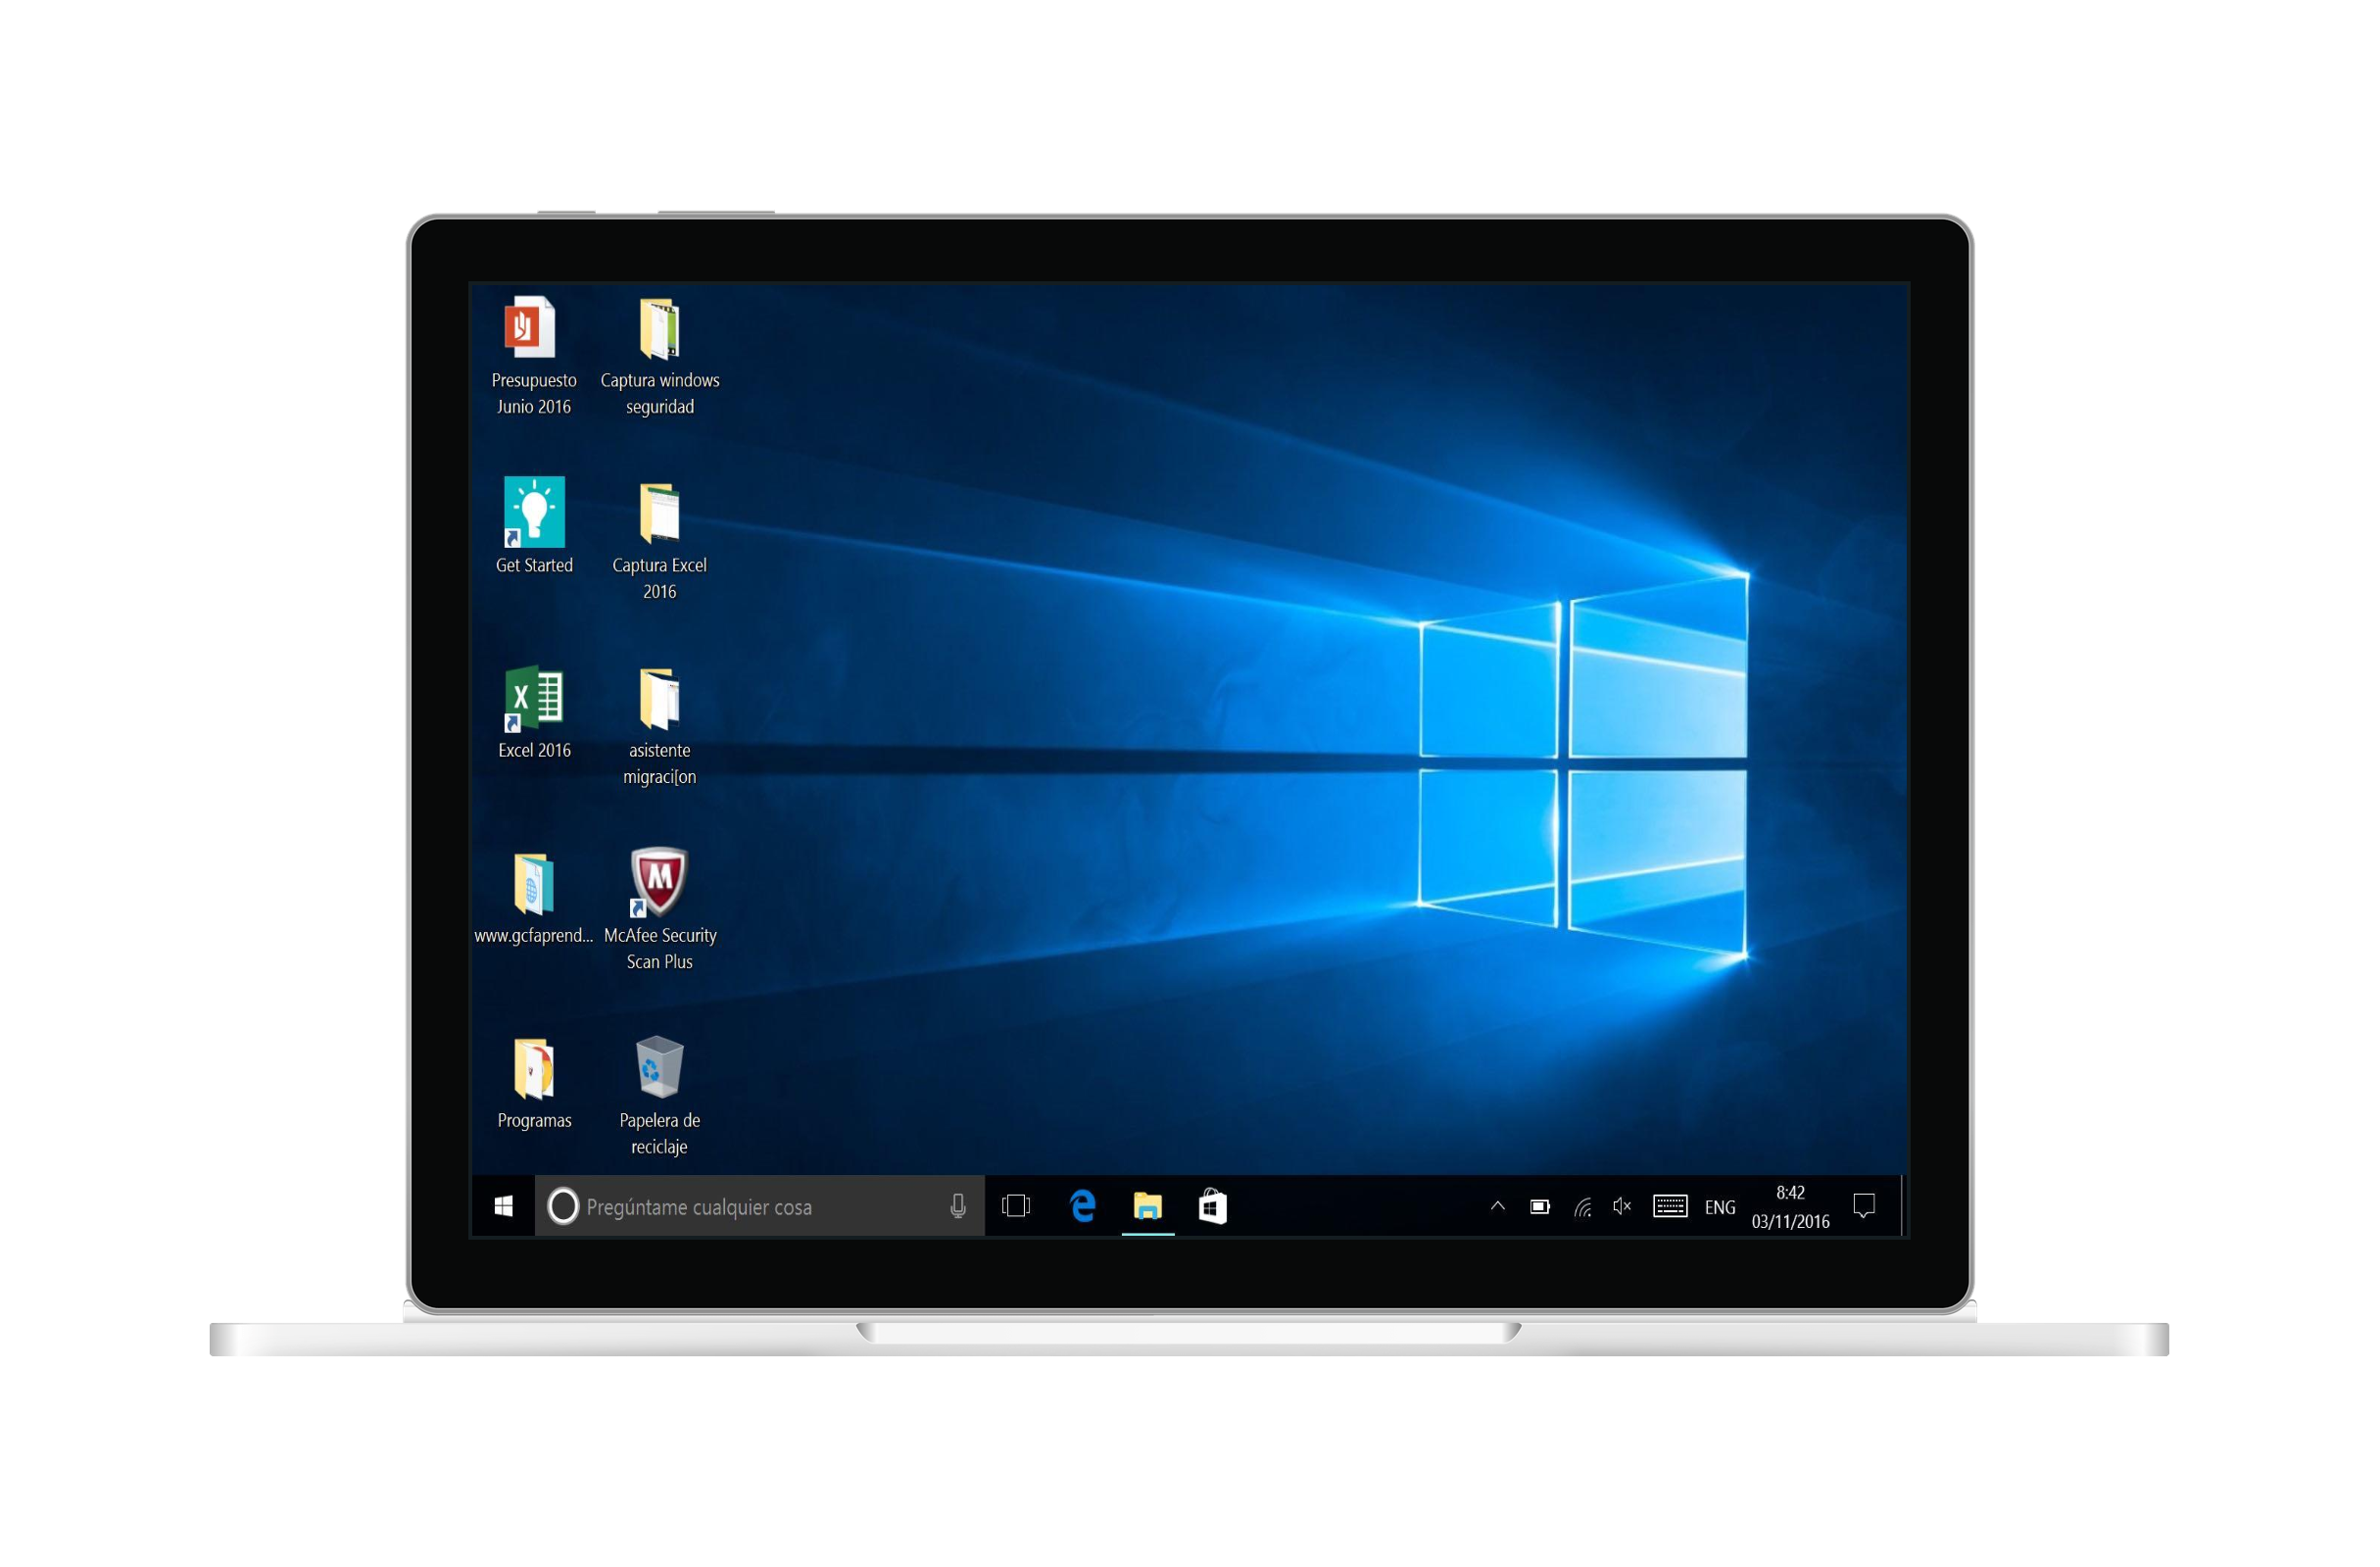 Presupuesto
Junio 2016
Captura windows
seguridad
Get Started
Captura Excel
2016
Excel 2016
asistente
migraci[on
www.gcfaprend...
McAfee Security
Scan Plus
Programas
Papelera de
reciclaje
Pregúntame cualquier cosa
ENG
8:42
03/11/2016